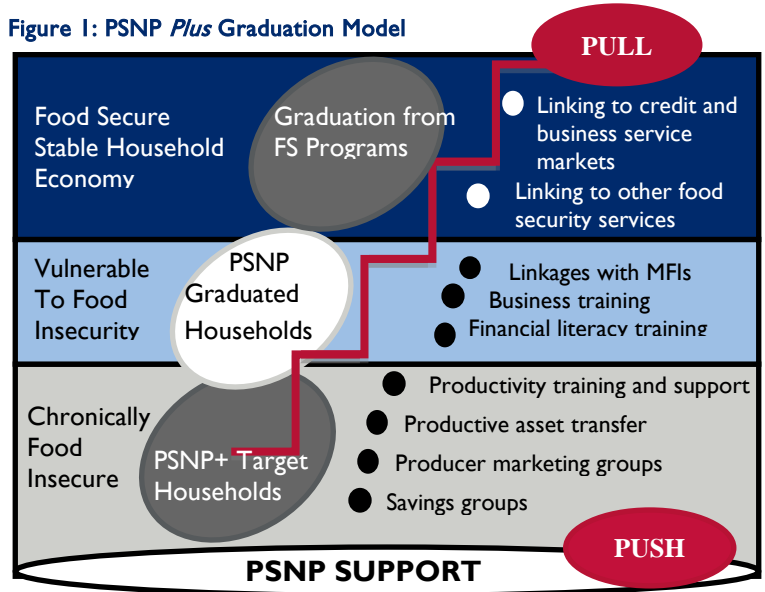 Figure 1: PSNP Plus Graduation Model
PULL
Food Secure
Stable Household
Economy
Graduation from
FS Programs
Linking to credit and
business service
markets
Linking to other food
security services
Vulnerable
To Food
Insecurity
PSNP
Graduated
Households
Linkages with MFIs
Business training
Financial literacy training
Chronically
Food
Insecure
PSNP+ Target
Households
Productivity training and support
Productive asset transfer
Producer marketing groups
Savings groups
PUSH
PSNP SUPPORT